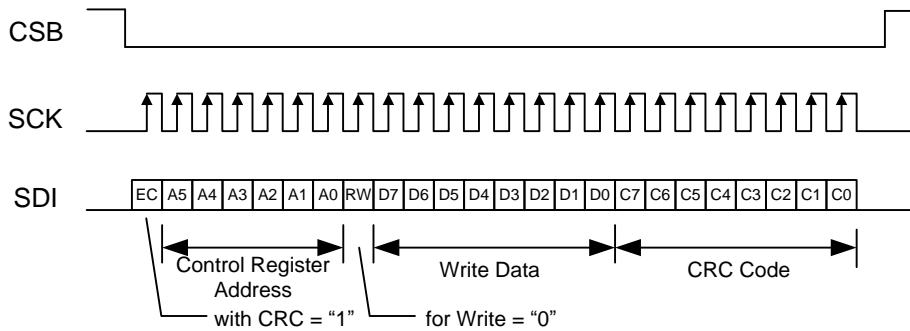 CSB
SCK
SDI
EC A5 A4 A3 A2 A1 A0 RW D7 D6 D5 D4 D3 D2 D1 D0 C7 C6 C5 C4 C3 C2 C1 C0
Control Register
Address
Write Data
CRC Code
with CRC = “1”
for Write = “0”